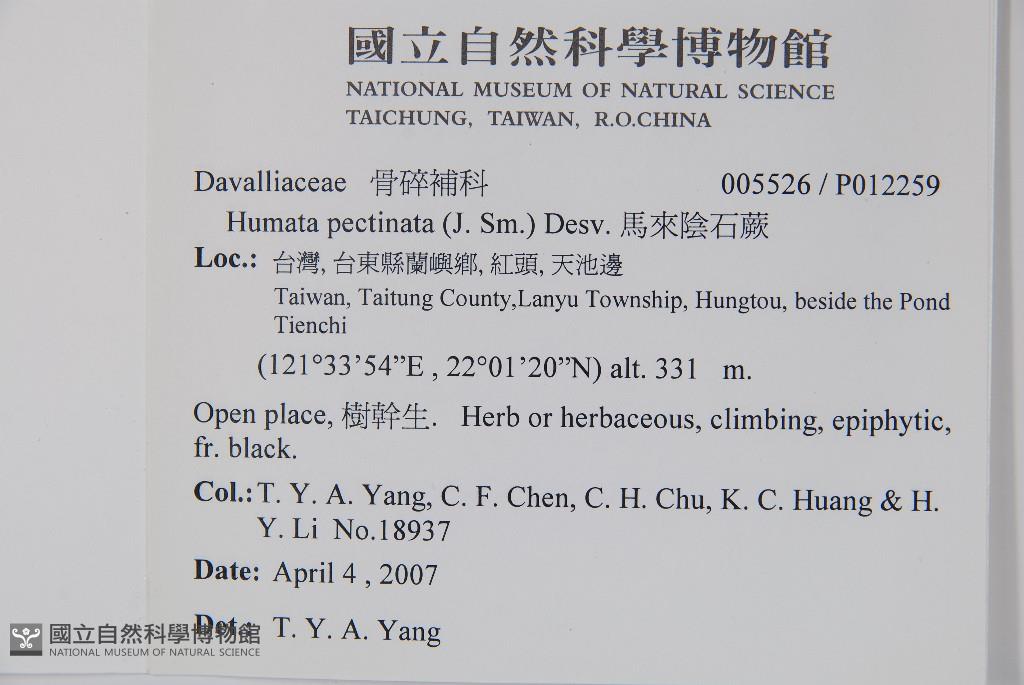 國立自然科學博物館
NATIONAL MUSEUM OF NATURAL SCIENCE
TAICHUNG, TAIWAN, R.O.CHINA
Davalliaceae 骨碎補科 005526 / P012259
Humata pectinata (J. Sm.) Desv. 馬來陰石蕨
Loc.: 台灣, 台東縣蘭嶼鄉, 紅頭, 天池邊
Taiwan, Taitung County,Lanyu Township, Hungtou, beside the Pond
Tienchi
(121°33’54”E , 22°01’20”N) alt. 331 m.
Open place, 樹幹生. Herb or herbaceous, climbing, epiphytic,
fr. black.
Col.: T. Y. A. Yang, C. F. Chen, C. H. Chu, K. C. Huang & H.
Y. Li No.18937
Date: April 4 , 2007
Det.: T. Y. A. Yang
國立自然科學博物館
NATIONAL MUSEUM OF NATURAL SCIENCE